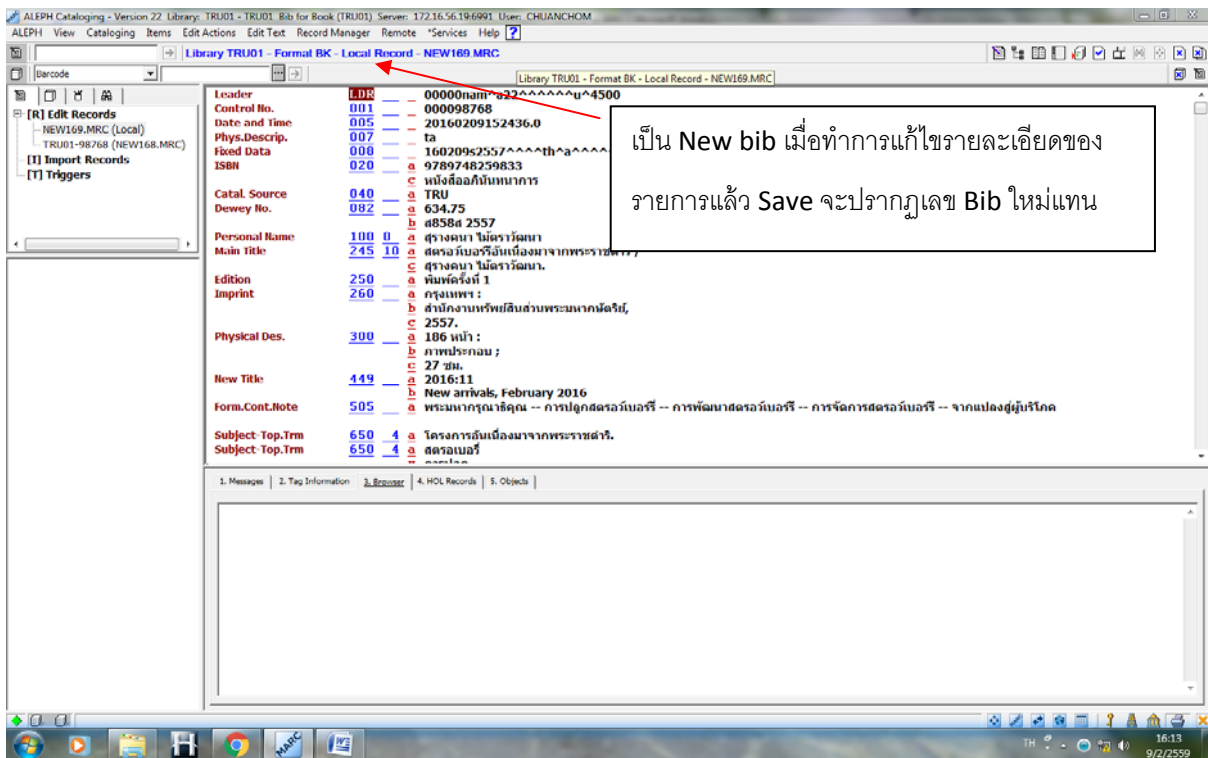 ALEPH Cataloging - Version 22 Library: TRU01 - TRU01 Bib for Book (TRU01) Server: 172.16.56.19:6991 User: CHUANCHOM
ALEPH View Cataloging Items Edit Actions Edit Text Record Manager Remote *Services Help ?
Library TRU01 - Format BK - Local Record - NEW169.MRC
Barcode
Library TRU01 - Format BK - Local Record - NEW169.MRC
[R] Edit Records
NEW169.MRC (Local)
TRU01-98768 (NEW168.MRC)
[I] Import Records
[T] Triggers
Leader LDR 00000nam^a22^^^^^^u^4500
Control No. 001 000098768
Date and Time 005 20160209152436.0
Phys.Descrip. 007 ta
Fixed Data 008 160209s2557^^^^th^a^^^^
ISBN 020 a 9789748259833
c หนังสืออภินันทนาการ
Catal. Source 040 a TRU
Dewey No. 082 a 634.75
b ส858ส 2557
Personal Name 100 0 a สุรางคนา ไม้ตราวัฒนา
Main Title 245 10 a สตรอว์เบอร์รีอันเนื่องมาจากพระราชดำริ /
c สุรางคนา ไม้ตราวัฒนา.
Edition 250 a พิมพ์ครั้งที่ 1
Imprint 260 a กรุงเทพฯ :
b สำนักงานทรัพย์สินส่วนพระมหากษัตริย์,
c 2557.
Physical Des. 300 a 186 หน้า :
b ภาพประกอบ ;
c 27 ซม.
New Title 449 a 2016:11
b New arrivals, February 2016
Form.Cont.Note 505 a พระมหากรุณาธิคุณ -- การปลูกสตรอว์เบอร์รี -- การพัฒนาสตรอว์เบอร์รี -- การจัดการสตรอว์เบอร์รี -- จากแปลงสู่ผู้บริโภค
Subject-Top.Trm 650 4 a โครงการอันเนื่องมาจากพระราชดำริ.
Subject-Top.Trm 650 4 a สตรอเบอรี่
เป็น New bib เมื่อทำการแก้ไขรายละเอียดของ
รายการแล้ว Save จะปรากฏเลข Bib ใหม่แทน
1. Messages 2. Tag Information 3. Browser 4. HOL Records 5. Objects
MARC
TH
16:13
9/2/2559